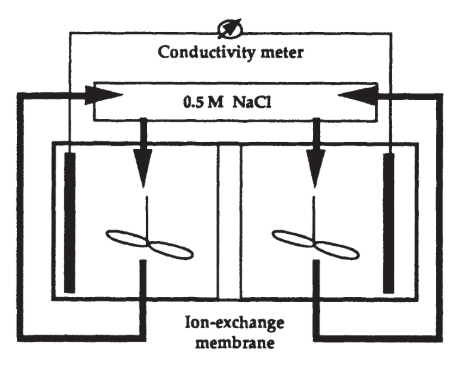 Conductivity meter
0.5 M NaCl
Ion-exchange
membrane